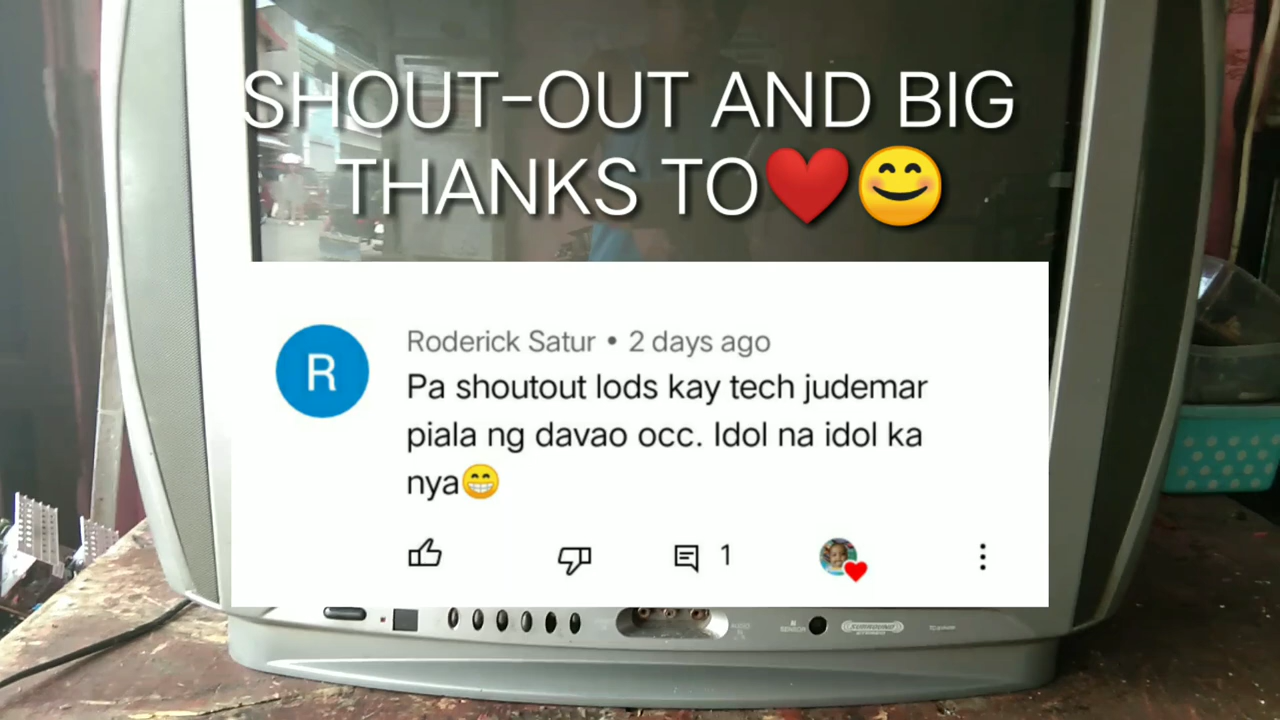 SHOUT-OUT AND BIG
THANKS TO❤️😊
R
Roderick Satur • 2 days ago
Pa shoutout lods kay tech judemar
piala ng davao occ. Idol na idol ka
nya😁
1